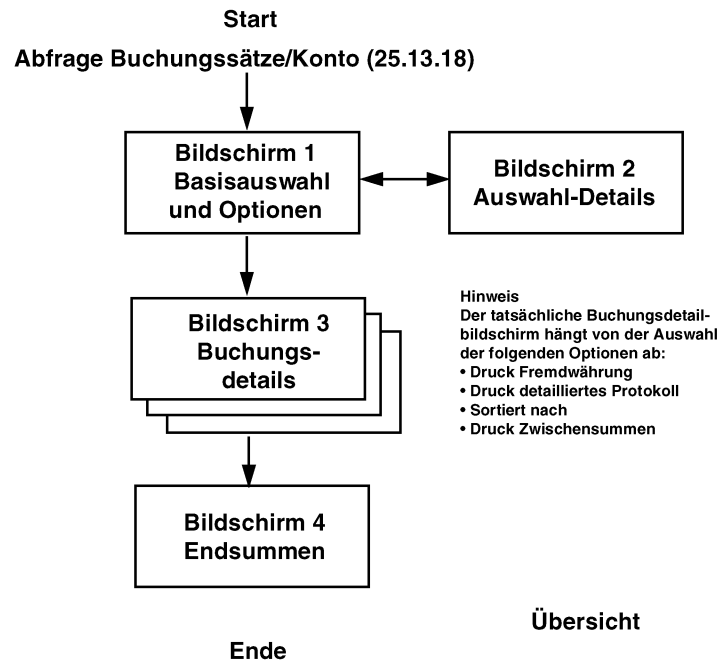 Start
Abfrage Buchungssätze/Konto (25.13.18)
Bildschirm 1
Basisauswahl
und Optionen
Bildschirm 2
Auswahl-Details
Bildschirm 3
Buchungs-
details
Hinweis
Der tatsächliche Buchungsdetail-
bildschirm hängt von der Auswahl
der folgenden Optionen ab:
• Druck Fremdwährung
• Druck detailliertes Protokoll
• Sortiert nach
• Druck Zwischensummen
Bildschirm 4
Endsummen
Übersicht
Ende